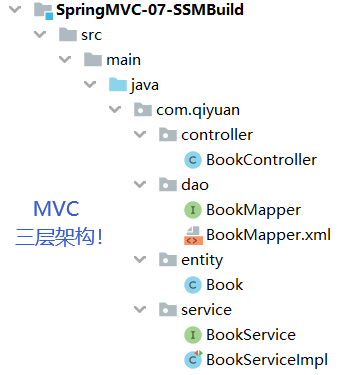 SpringMVC-07-SSMBuild
src
main
java
com.qiyuan
controller
BookController
dao
BookMapper
BookMapper.xml
entity
Book
service
BookService
BookServiceImpl
MVC
三层架构！